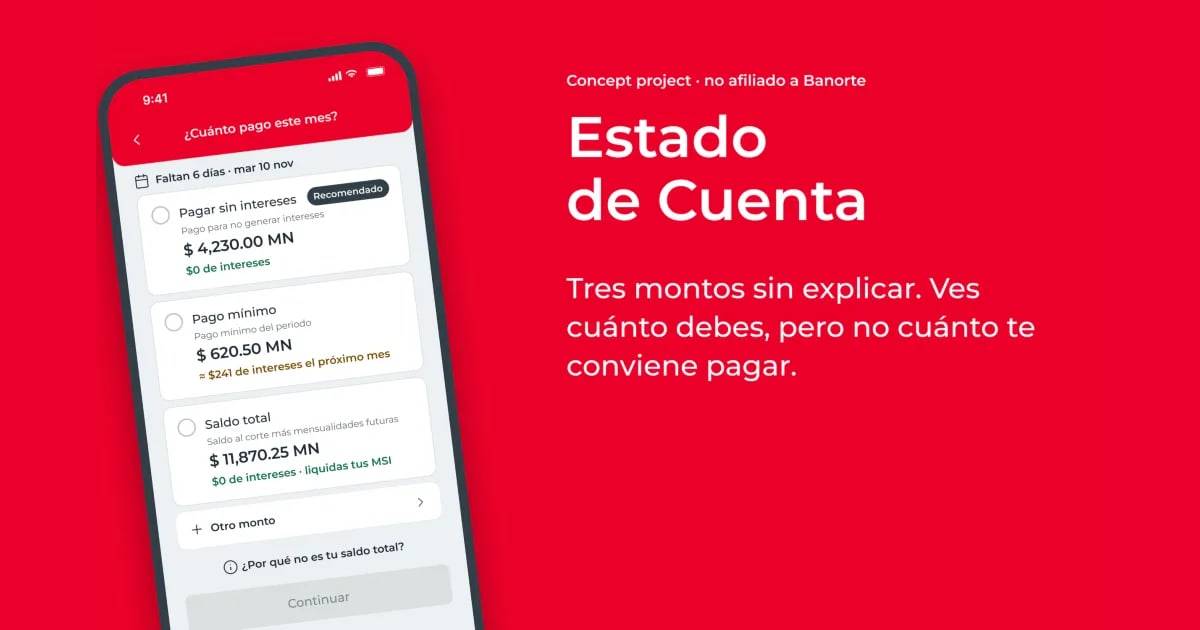 9:41
¿Cuánto pago este mes?
Faltan 6 días · mar 10 nov
Pagar sin intereses
Recomendado
Pago para no generar intereses
$ 4,230.00 MN
$0 de intereses
Pago mínimo
Pago mínimo del periodo
$ 620.50 MN
≈ $241 de intereses el próximo mes
Saldo total
Saldo al corte más mensualidades futuras
$ 11,870.25 MN
$0 de intereses · liquidas tus MSI
+ Otro monto
¿Por qué no es tu saldo total?
Continuar
Concept project · no afiliado a Banorte
Estado
de Cuenta
Tres montos sin explicar. Ves
cuánto debes, pero no cuánto te
conviene pagar.